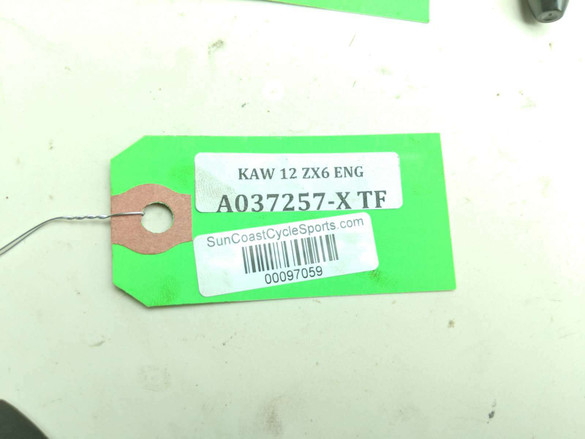 KAW 12 ZX6 ENG
A037257-X TF
SunCoastCycleSports.com
00097059